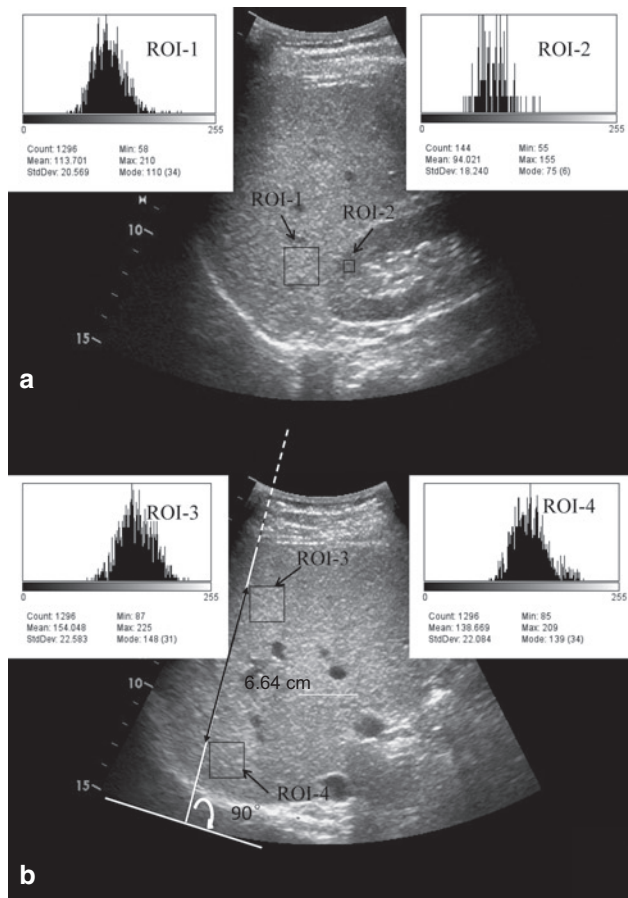 ROI-1
0 255
Count: 1296 Min: 58
Mean: 113.701 Max: 210
StdDev: 20.569 Mode: 110 (34)
ROI-2
0 255
Count: 144 Min: 55
Mean: 94.021 Max: 155
StdDev: 18.240 Mode: 75 (6)
ROI-1
ROI-2
10
15
a
ROI-3
0 255
Count: 1296 Min: 87
Mean: 154.048 Max: 225
StdDev: 22.583 Mode: 148 (31)
ROI-4
0 255
Count: 1296 Min: 85
Mean: 138.669 Max: 209
StdDev: 22.084 Mode: 139 (34)
ROI-3
6.64 cm
10
15
ROI-4
90°
b